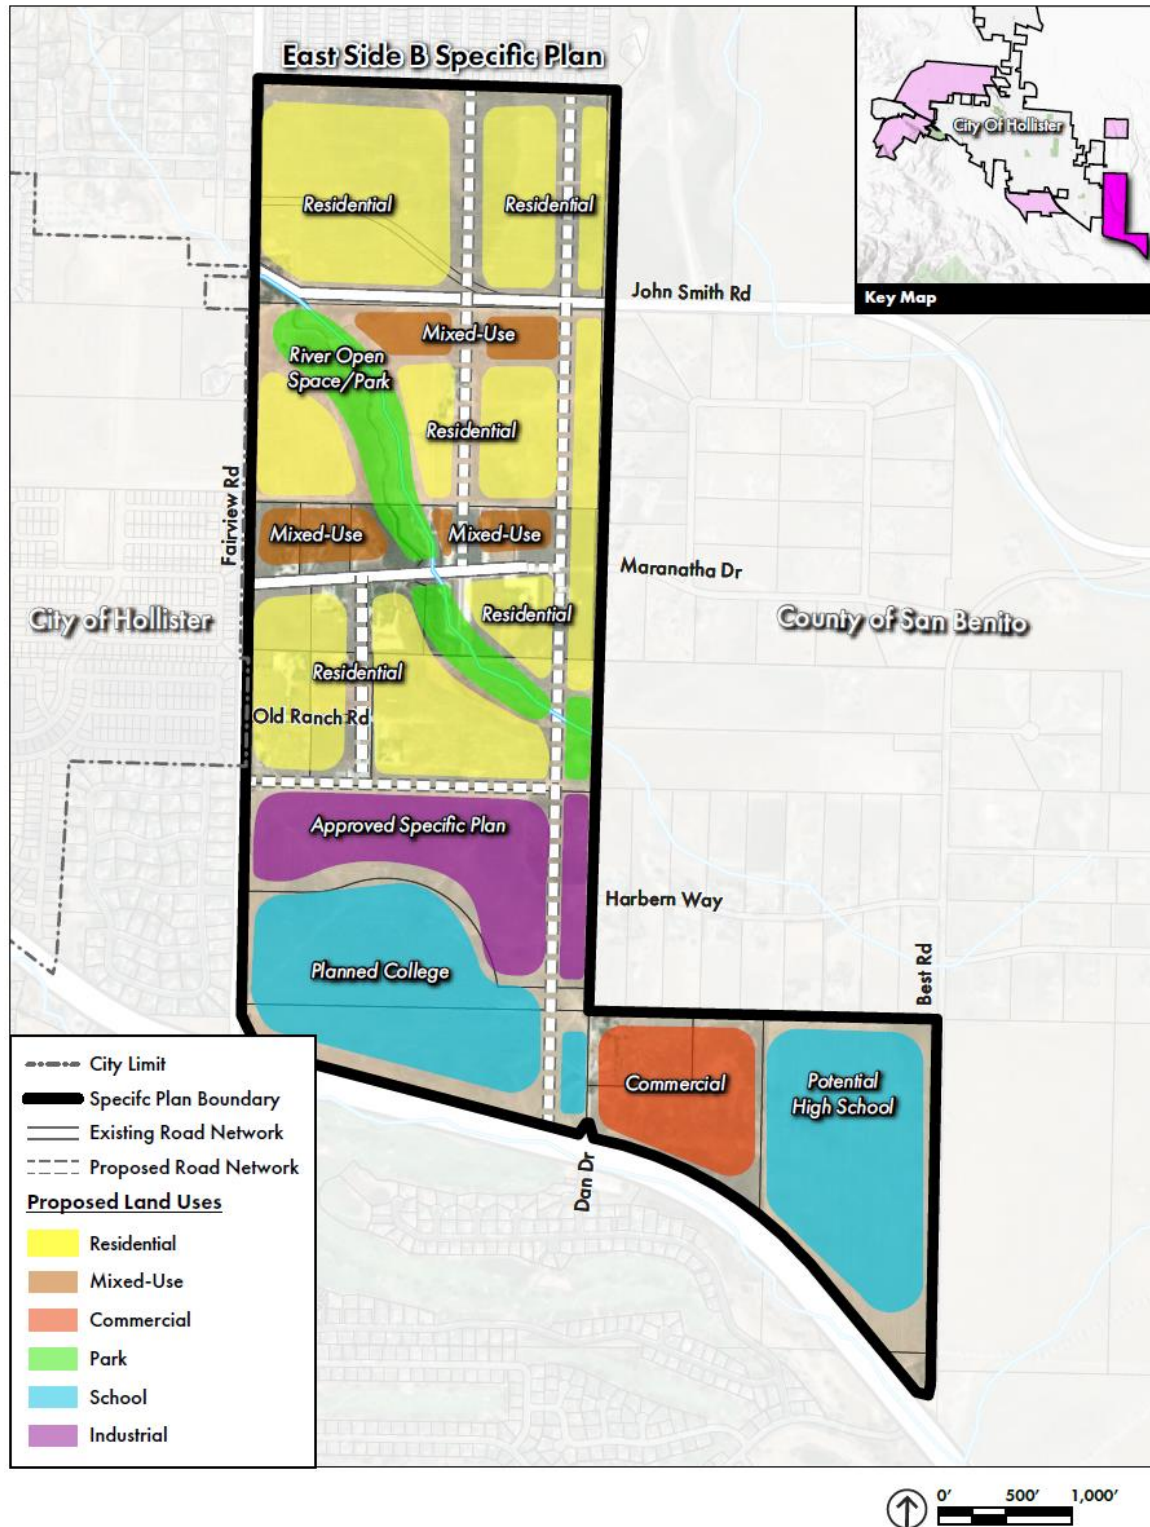 East Side B Specific Plan
City Of Hollister
Key Map
Residential
Residential
John Smith Rd
Mixed-Use
River Open
Space/Park
Residential
Fairview Rd
Mixed-Use
Mixed-Use
Maranatha Dr
City of Hollister
Residential
County of San Benito
Residential
Old Ranch Rd
Approved Specific Plan
Harbern Way
Planned College
Best Rd
Commercial
Potential
High School
Dan Dr
City Limit
Specifc Plan Boundary
Existing Road Network
Proposed Road Network
Proposed Land Uses
Residential
Mixed-Use
Commercial
Park
School
Industrial
0' 500' 1,000'